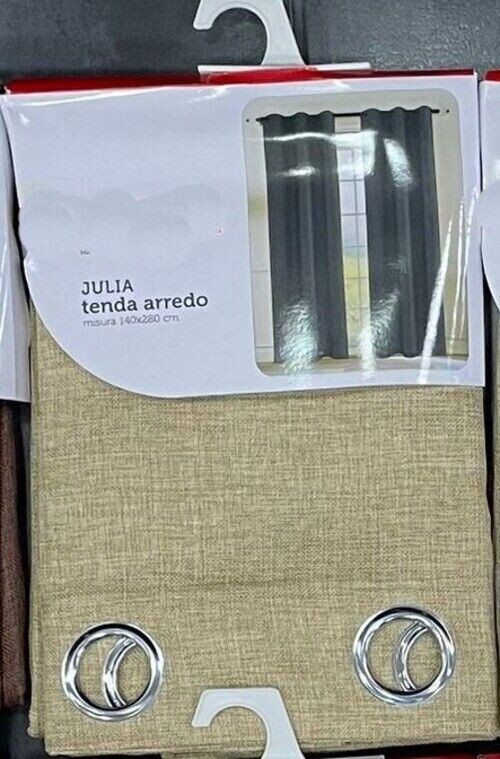 JULIA
tenda arredo
misura 140x280 cm.